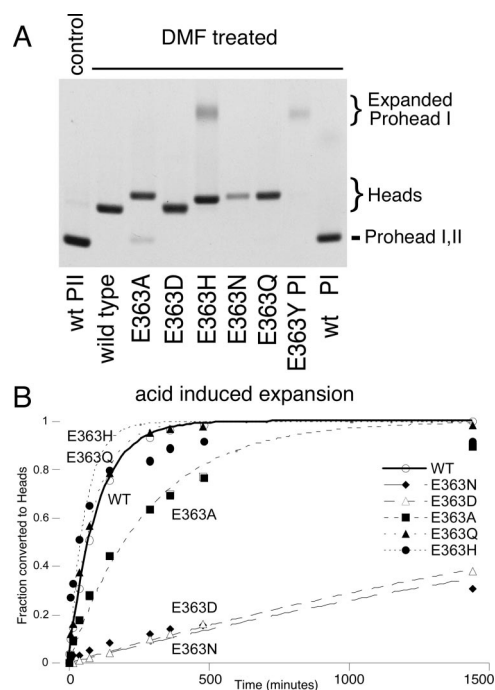 A
control
DMF treated
Expanded
Prohead I
Heads
Prohead I,II
wt PII
wild type
E363A
E363D
E363H
E363N
E363Q
E363Y PI
wt PI
B
acid induced expansion
Fraction converted to Heads
1
0.8
0.6
0.4
0.2
0
E363H
E363Q
WT
E363A
E363D
E363N
WT
E363N
E363D
E363A
E363Q
E363H
0
500
1000
1500
Time (minutes)